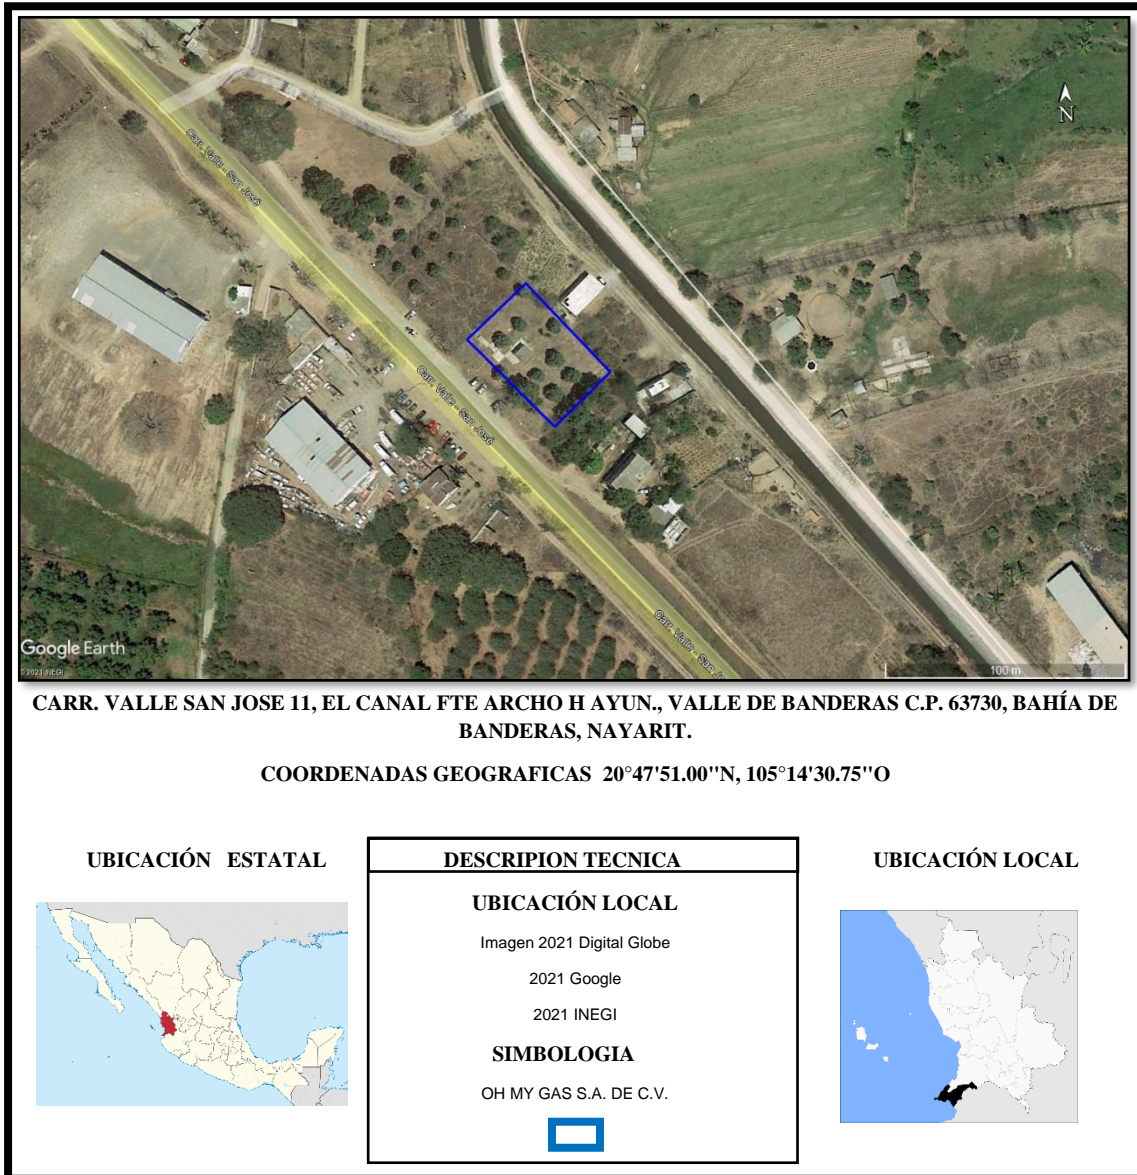 N
Carr. Valle - San José
Carr. Valle - San José
Carr. Valle - San J
Google Earth
© 2021 INEGI
100 m
CARR. VALLE SAN JOSE 11, EL CANAL FTE ARCHO H AYUN., VALLE DE BANDERAS C.P. 63730, BAHÍA DE
BANDERAS, NAYARIT.
COORDENADAS GEOGRAFICAS 20°47'51.00"N, 105°14'30.75"O
UBICACIÓN ESTATAL
DESCRIPION TECNICA
UBICACIÓN LOCAL
Imagen 2021 Digital Globe
2021 Google
2021 INEGI
SIMBOLOGIA
OH MY GAS S.A. DE C.V.
UBICACIÓN LOCAL